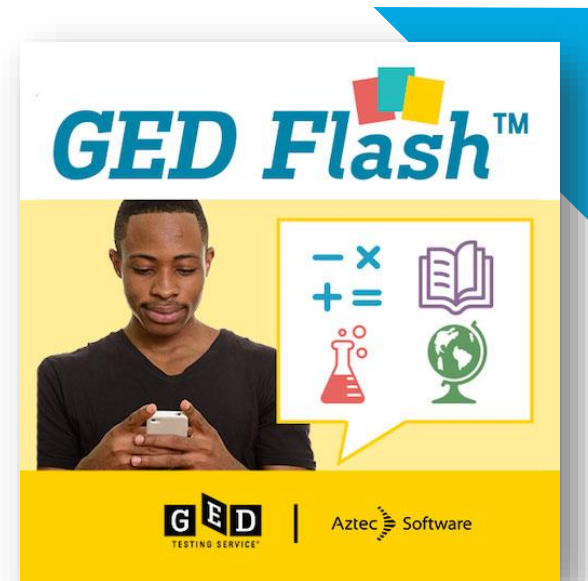 GED Flash™
− ×
+ =
GED
TESTING SERVICE®
Aztec Software